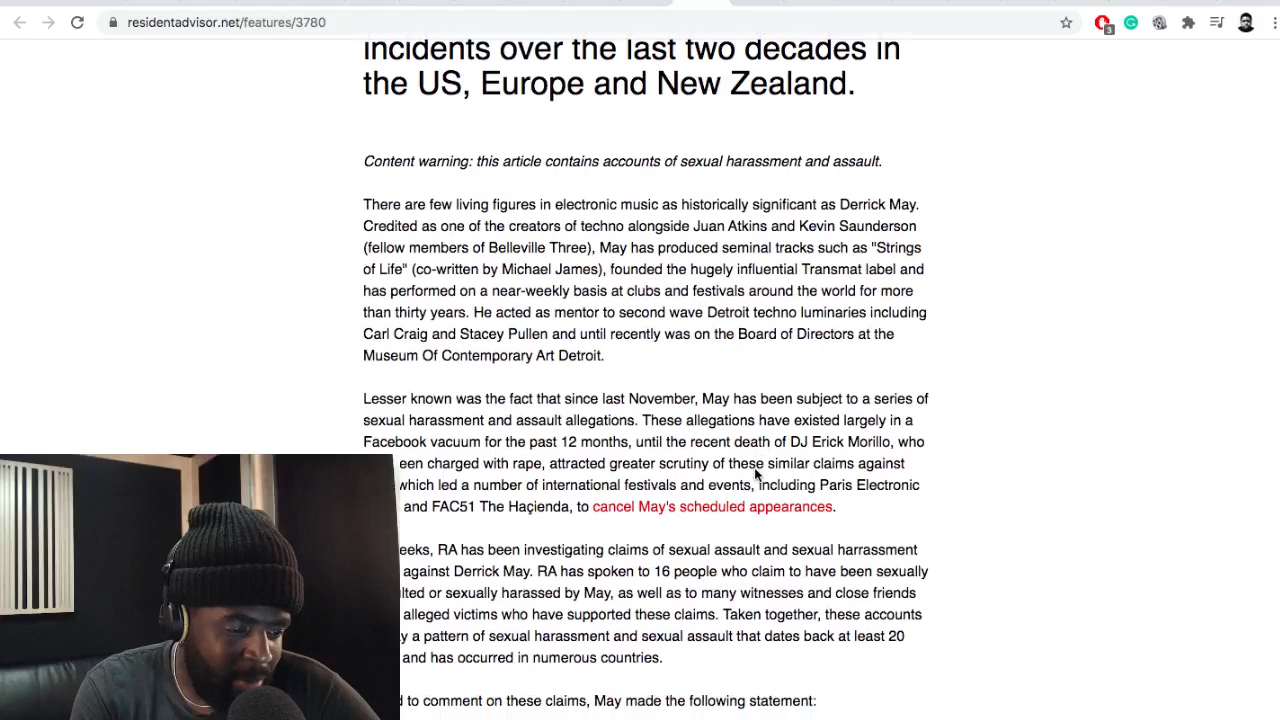 residentadvisor.net/features/3780
3
incidents over the last two decades in
the US, Europe and New Zealand.
Content warning: this article contains accounts of sexual harassment and assault.
There are few living figures in electronic music as historically significant as Derrick May.
Credited as one of the creators of techno alongside Juan Atkins and Kevin Saunderson
(fellow members of Belleville Three), May has produced seminal tracks such as "Strings
of Life" (co-written by Michael James), founded the hugely influential Transmat label and
has performed on a near-weekly basis at clubs and festivals around the world for more
than thirty years. He acted as mentor to second wave Detroit techno luminaries including
Carl Craig and Stacey Pullen and until recently was on the Board of Directors at the
Museum Of Contemporary Art Detroit.
Lesser known was the fact that since last November, May has been subject to a series of
sexual harassment and assault allegations. These allegations have existed largely in a
Facebook vacuum for the past 12 months, until the recent death of DJ Erick Morillo, who
een charged with rape, attracted greater scrutiny of these similar claims against
which led a number of international festivals and events, including Paris Electronic
and FAC51 The Haçienda, to cancel May's scheduled appearances.
eeks, RA has been investigating claims of sexual assault and sexual harrassment
against Derrick May. RA has spoken to 16 people who claim to have been sexually
ulted or sexually harassed by May, as well as to many witnesses and close friends
alleged victims who have supported these claims. Taken together, these accounts
y a pattern of sexual harassment and sexual assault that dates back at least 20
and has occurred in numerous countries.
d to comment on these claims, May made the following statement: